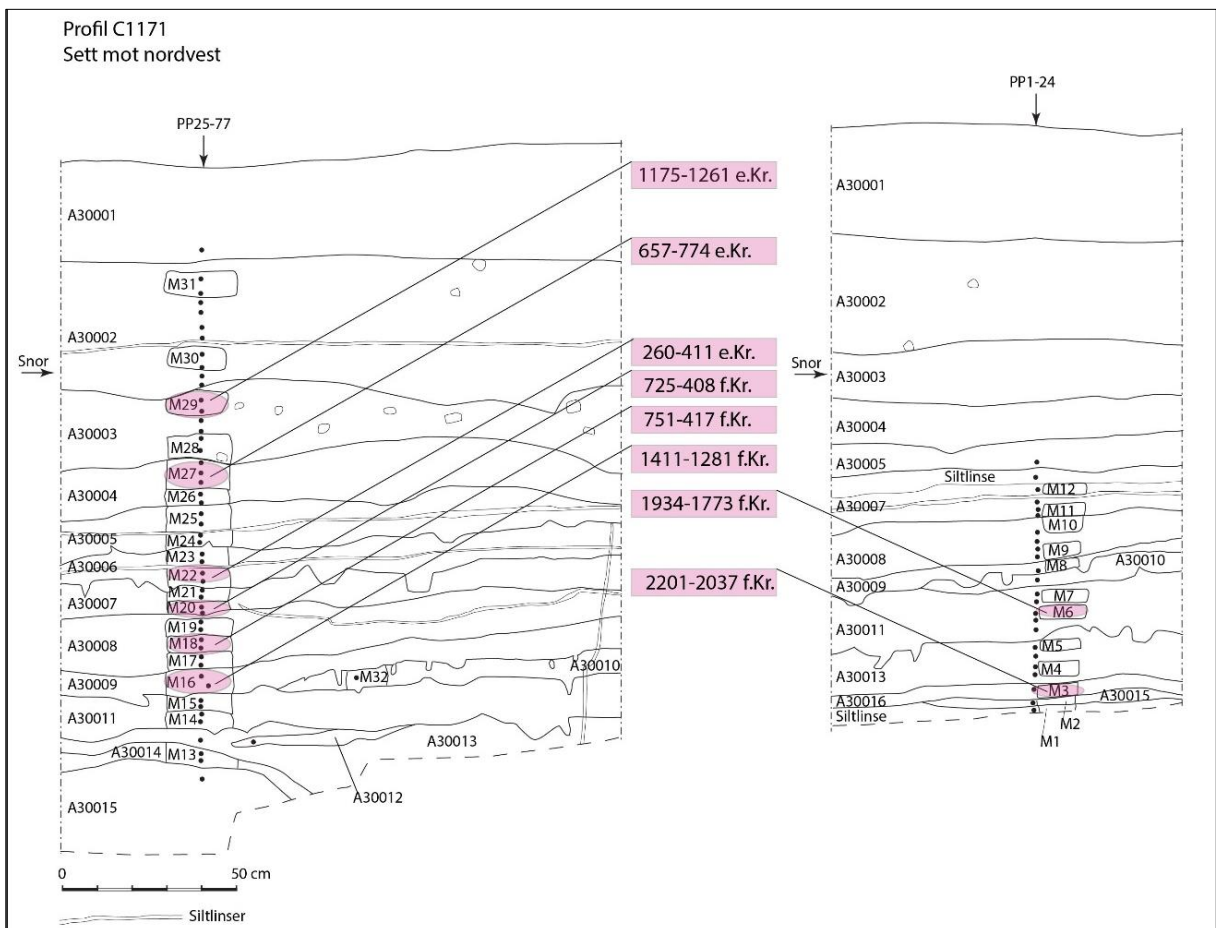 Profil C1171
Sett mot nordvest
PP25-77
A30001
M31
A30002
M30
Snor
M29
A30003
M28
M27
A30004
M26
M25
A30005
M24
M23
A30006
M22
M21
A30007
M20
M19
A30008
M18
M17
A30010
M32
A30009
M16
M15
A30011
M14
A30013
A30014
M13
A30012
A30015
0
50 cm
Siltlinser
1175-1261 e.Kr.
657-774 e.Kr.
260-411 e.Kr.
725-408 f.Kr.
751-417 f.Kr.
1411-1281 f.Kr.
1934-1773 f.Kr.
2201-2037 f.Kr.
PP1-24
A30001
A30002
Snor
A30003
A30004
A30005
Siltlinse
M12
A30007
M11
M10
M9
A30008
M8
A30010
A30009
M7
M6
A30011
M5
M4
A30013
M3
A30015
A30016
Siltlinse
M2
M1